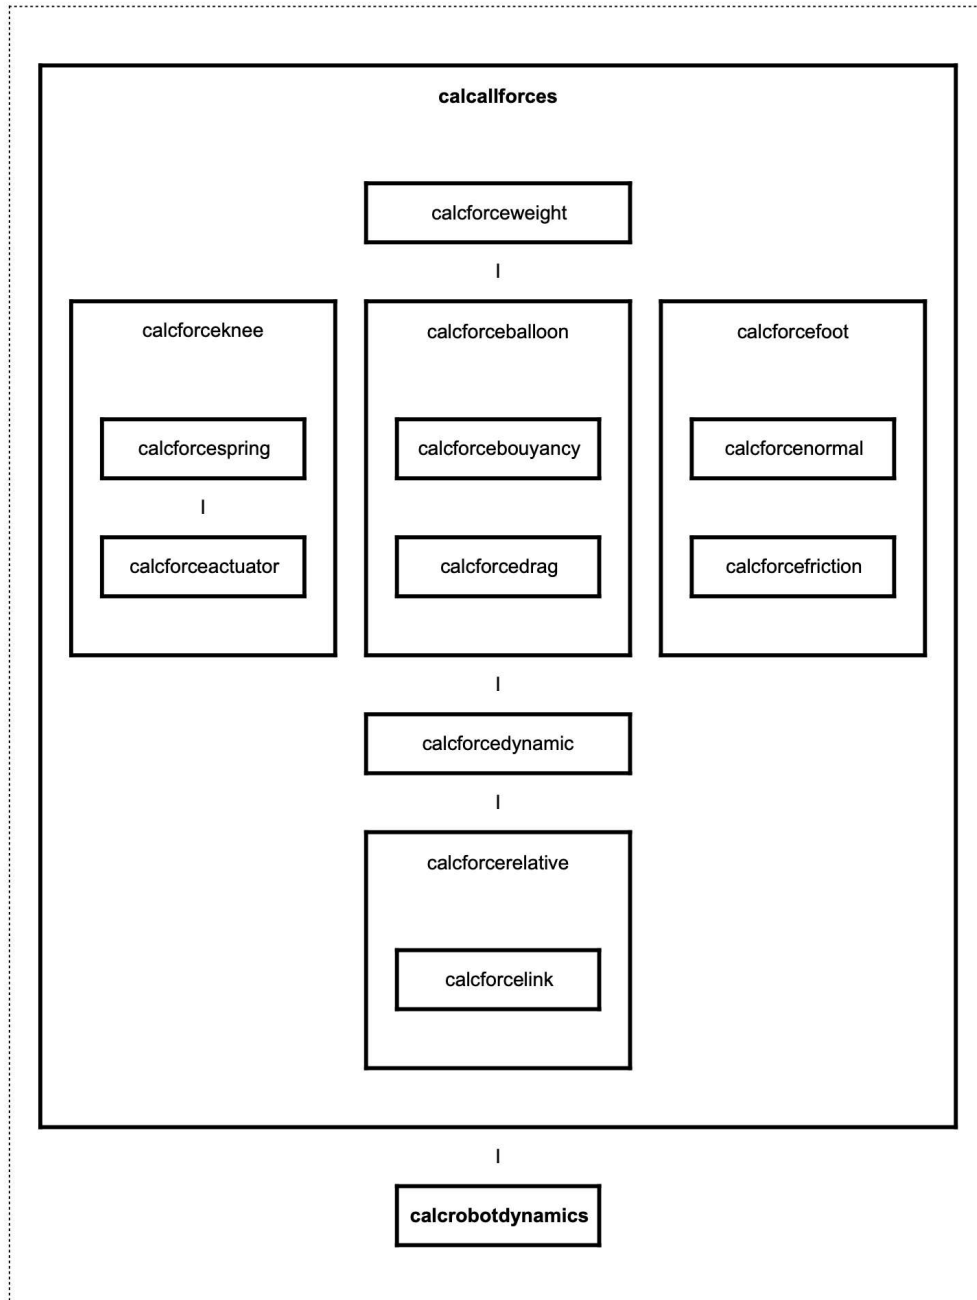 calcallforces
calcforceweight
|
calcforceknee
calcforceballoon
calcforcefoot
calcforcespring
calcforcebouyancy
calcforcenormal
|
calcforceactuator
calcforcedrag
calcforcefriction
|
calcforcedynamic
|
calcforcerelative
calcforcelink
|
calcrobotdynamics